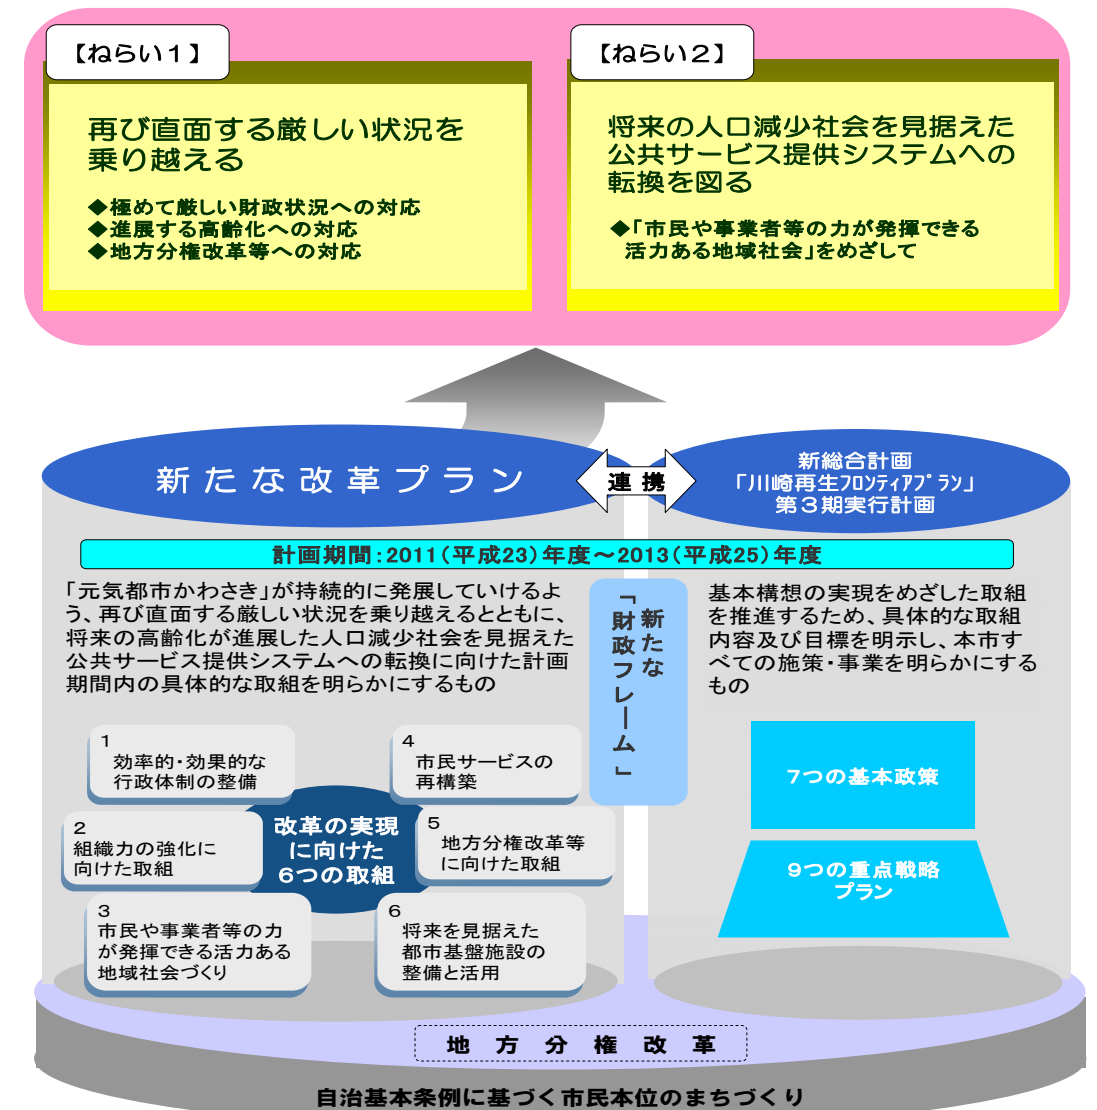 【ねらい１】
再び直面する厳しい状況を
乗り越える
◆極めて厳しい財政状況への対応
◆進展する高齢化への対応
◆地方分権改革等への対応
【ねらい２】
将来の人口減少社会を見据えた
公共サービス提供システムへの
転換を図る
◆「市民や事業者等の力が発揮できる
活力ある地域社会」をめざして
新たな改革プラン
連携
新総合計画
「川崎再生フロンティアプラン」
第３期実行計画
計画期間：2011（平成23）年度～2013（平成25）年度
「元気都市かわさき」が持続的に発展していけるよ
う、再び直面する厳しい状況を乗り越えるとともに、
将来の高齢化が進展した人口減少社会を見据えた
公共サービス提供システムへの転換に向けた計画
期間内の具体的な取組を明らかにするもの
新たな
「財政フレーム」
基本構想の実現をめざした取組
を推進するため、具体的な取組
内容及び目標を明示し、本市す
べての施策・事業を明らかにする
もの
1
効率的・効果的な
行政体制の整備
2
組織力の強化に
向けた取組
3
市民や事業者等の力
が発揮できる活力ある
地域社会づくり
改革の実現
に向けた
6つの取組
4
市民サービスの
再構築
5
地方分権改革等
に向けた取組
6
将来を見据えた
都市基盤施設の
整備と活用
7つの基本政策
9つの重点戦略
プラン
地方分権改革
自治基本条例に基づく市民本位のまちづくり